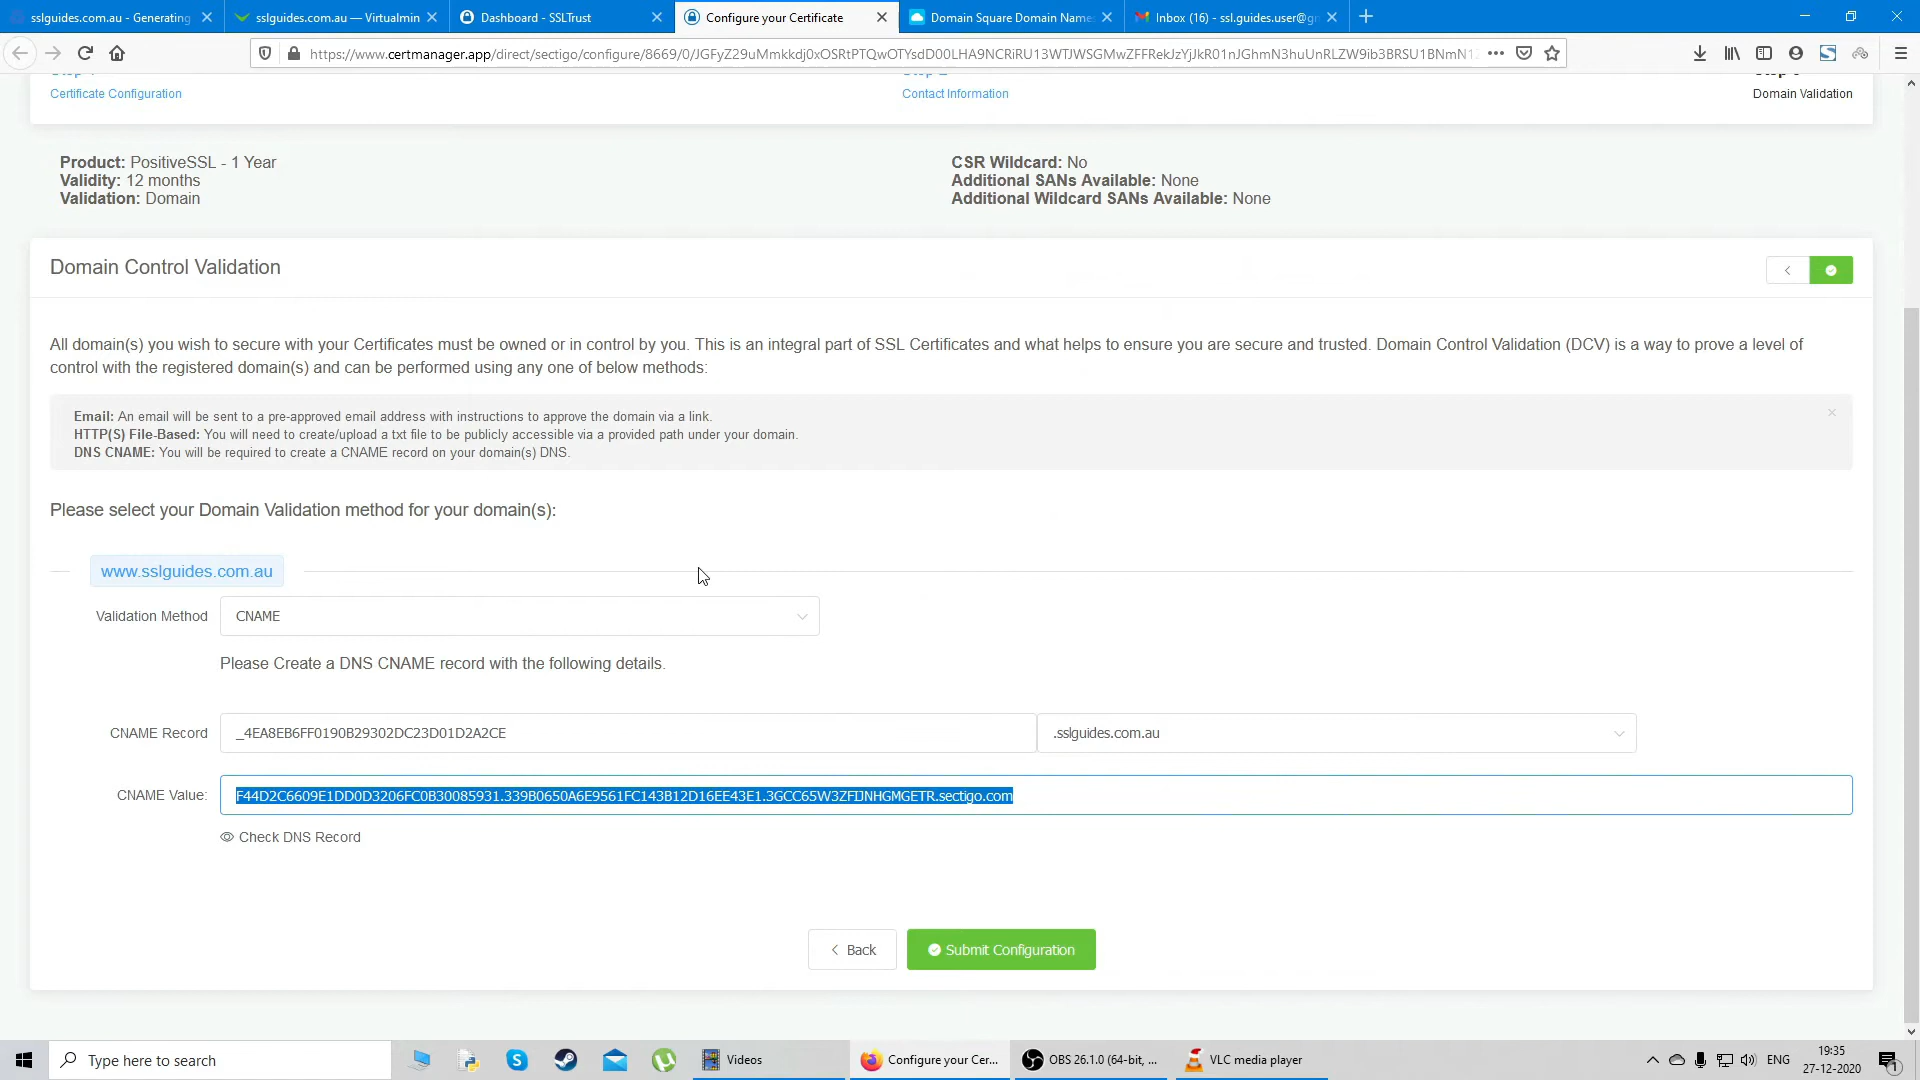 sslguides.com.au - Generating
sslguides.com.au — Virtualmin
Dashboard - SSLTrust
Configure your Certificate
Domain Square Domain Name
Inbox (16) - ssl.guides.user@gm
https://www.certmanager.app/direct/sectigo/configure/8669/0/
Certificate Configuration
Contact Information
Domain Validation
Product: PositiveSSL - 1 Year
Validity: 12 months
Validation: Domain
CSR Wildcard: No
Additional SANs Available: None
Additional Wildcard SANs Available: None
Domain Control Validation
All domain(s) you wish to secure with your Certificates must be owned or in control by you. This is an integral part of SSL Certificates and what helps to ensure you are secure and trusted. Domain Control Validation (DCV) is a way to prove a level of
control with the registered domain(s) and can be performed using any one of below methods:
Email: An email will be sent to a pre-approved email address with instructions to approve the domain via a link.
HTTP(S) File-Based: You will need to create/upload a txt file to be publicly accessible via a provided path under your domain.
DNS CNAME: You will be required to create a CNAME record on your domain(s) DNS.
Please select your Domain Validation method for your domain(s):
www.sslguides.com.au
Validation Method
CNAME
Please Create a DNS CNAME record with the following details.
CNAME Record
_4EA8EB6FF0190B29302DC23D01D2A2CE
.sslguides.com.au
CNAME Value:
F44D2C6609E1DD0D3206FC0B30085931.339B0650A6E9561FC143B12D16EE43E1.3GCC65W3ZFIJNHGMGETR.sectigo.com
Check DNS Record
Back
Submit Configuration
Type here to search
Videos
Configure your Cer...
OBS 26.1.0 (64-bit, ...
VLC media player
ENG
19:35
27-12-2020
1